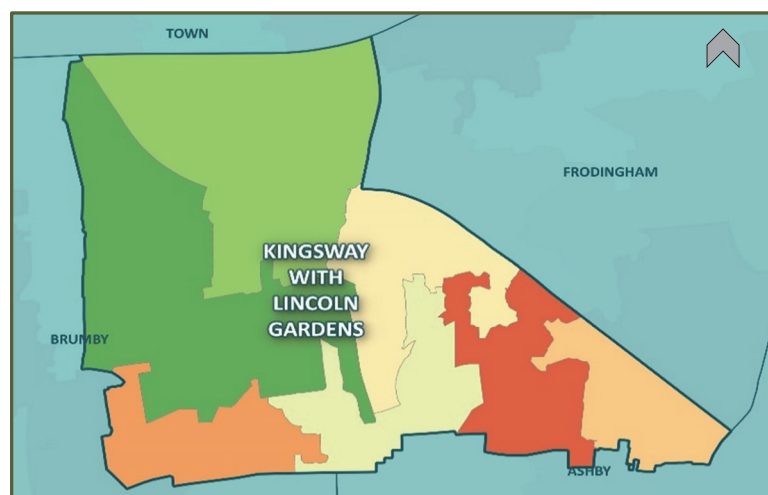 TOWN
FRODINGHAM
KINGSWAY
WITH
LINCOLN
GARDENS
BRUMBY
ASHBY